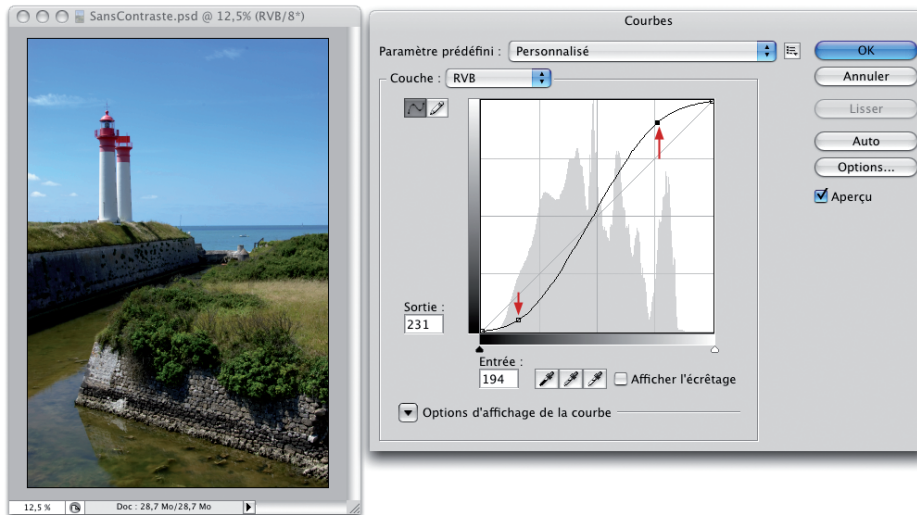 SansContraste.psd @ 12,5% (RVB/8*)
12,5 %
Doc : 28,7 Mo/28,7 Mo
Courbes
Paramètre prédéfini : Personnalisé
OK
Couche : RVB
Annuler
Lisser
Auto
Options...
Aperçu
Sortie :
231
Entrée :
194
Afficher l'écrêtage
Options d'affichage de la courbe